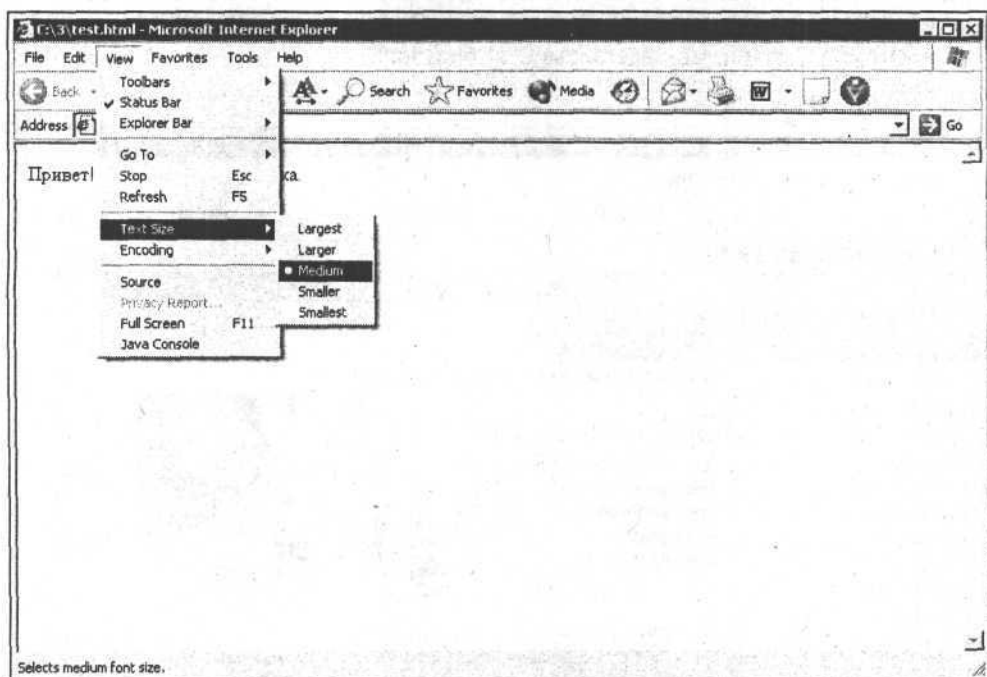 C:\3\test.html - Microsoft Internet Explorer
File Edit View Favorites Tools Help
Back Search Favorites Media
Address Go
Toolbars
Status Bar
Explorer Bar
Go To
Stop Esc
Refresh F5
Text Size
Encoding
Source
Privacy Report...
Full Screen F11
Java Console
Largest
Larger
Medium
Smaller
Smallest
Привет! ка.
Selects medium font size.